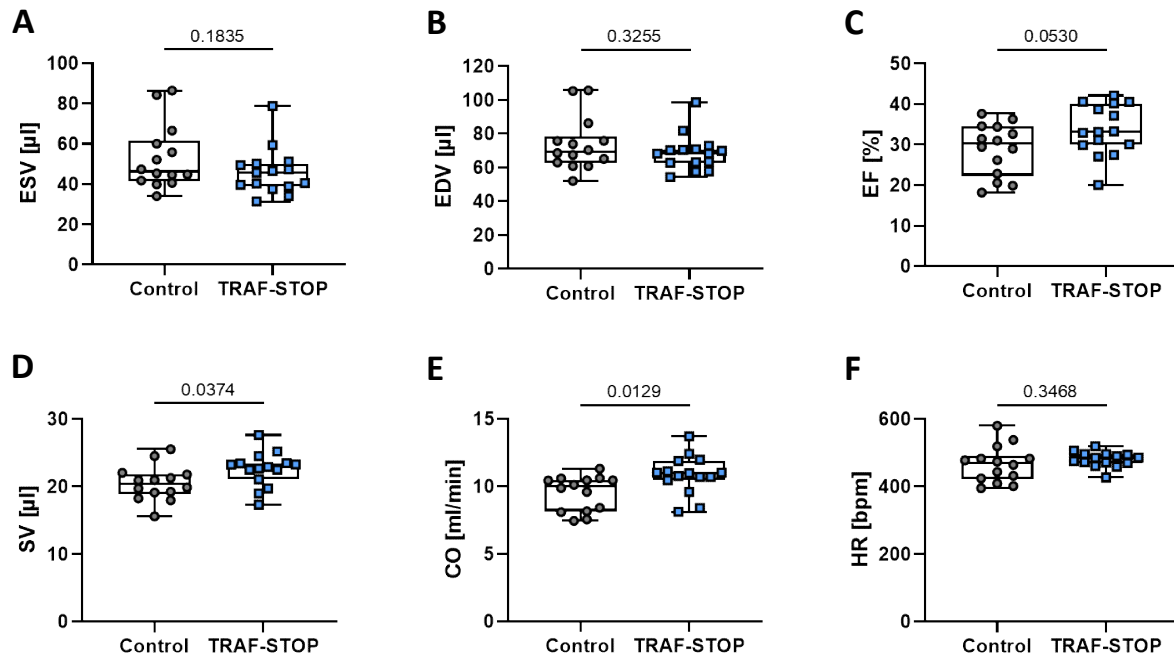 A
0.1835
ESV [µl]
100
80
60
40
20
0
Control TRAF-STOP
B
0.3255
EDV [µl]
120
100
80
60
40
20
0
Control TRAF-STOP
C
0.0530
EF [%]
50
40
30
20
10
0
Control TRAF-STOP
D
0.0374
SV [µl]
30
20
10
0
Control TRAF-STOP
E
0.0129
CO [ml/min]
15
10
5
0
Control TRAF-STOP
F
0.3468
HR [bpm]
600
400
200
0
Control TRAF-STOP